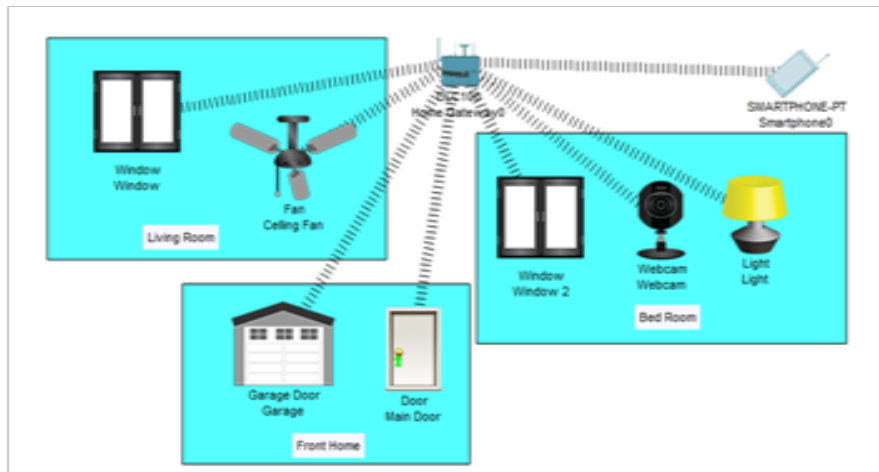 Home Gateway0
SMARTPHONE-PT
Smartphone0
Window
Window
Fan
Celling Fan
Living Room
Window
Window 2
Webcam
Webcam
Light
Light
Bed Room
Garage Door
Garage
Door
Main Door
Front Home